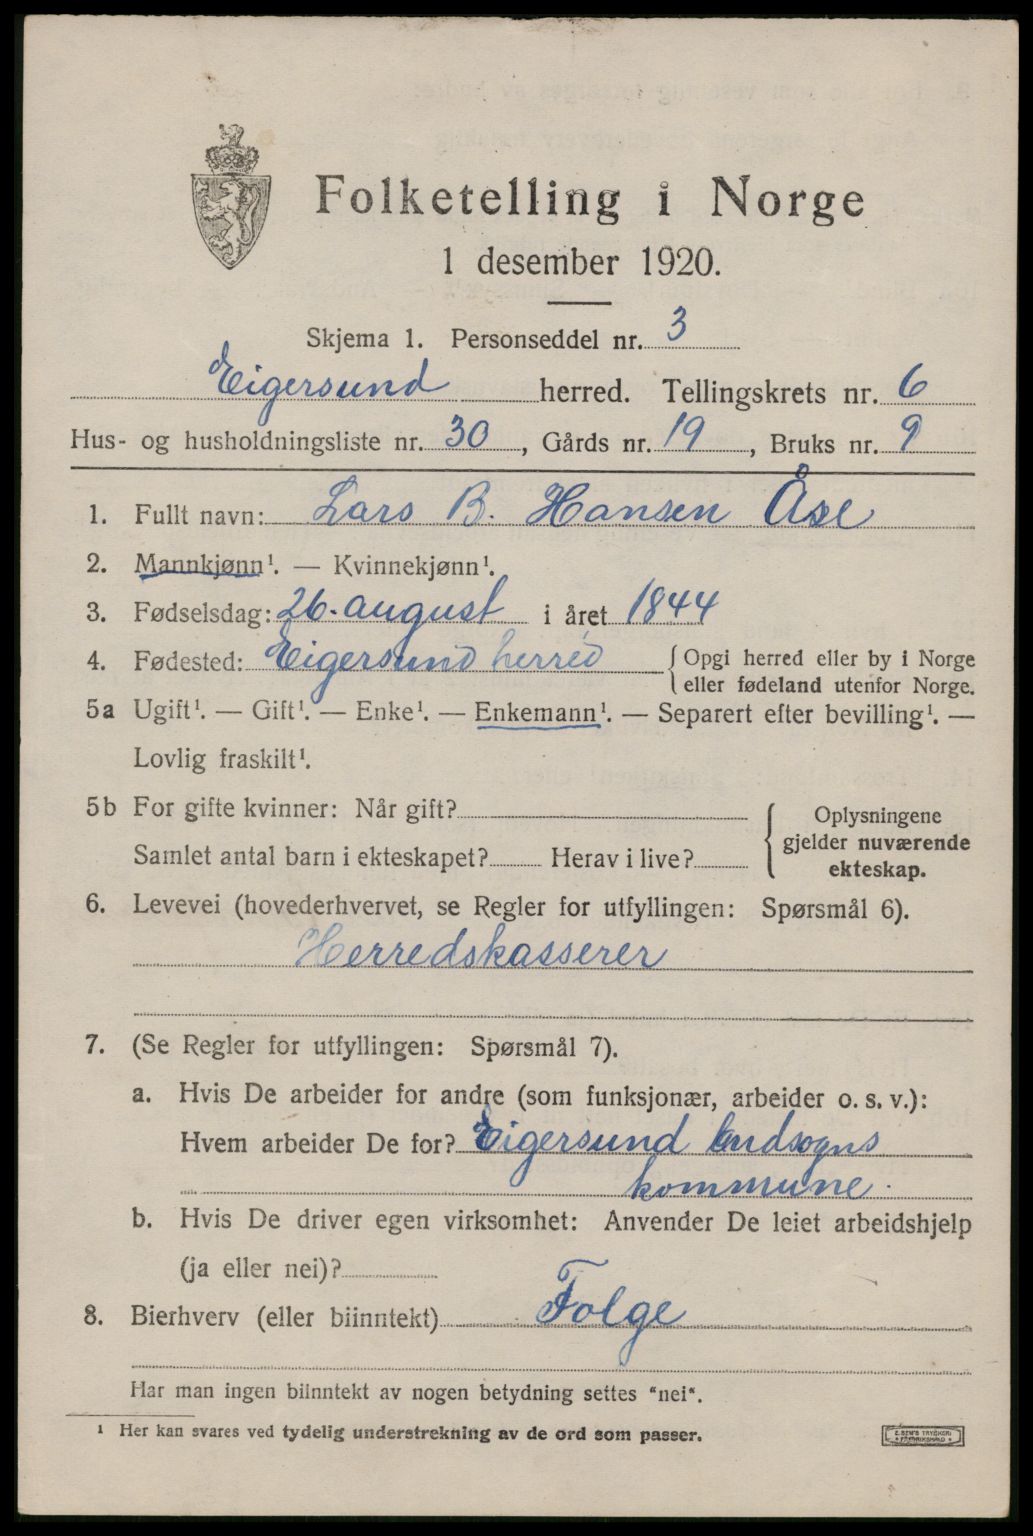 Folketelling i Norge
1 desember 1920.
Skjema 1. Personseddel nr. 3
Eigersund herred. Tellingskrets nr. 6
Hus- og husholdningsliste nr. 30, Gårds nr. 19, Bruks nr. 9
1. Fullt navn: Lars B. Hansen Åse
2. Mannkjønn¹. — Kvinnekjønn¹.
3. Fødselsdag: 26. august i året 1844
4. Fødested: Eigersund herred { Opgi herred eller by i Norge
eller fødeland utenfor Norge.
5a Ugift¹. — Gift¹. — Enke¹. — Enkemann¹. — Separert efter bevilling¹. —
Lovlig fraskilt¹.
5b For gifte kvinner: Når gift?
Samlet antal barn i ekteskapet? Herav i live?
{ Oplysningene
gjelder nuværende
ekteskap.
6. Levevei (hovederhvervet, se Regler for utfyllingen: Spørsmål 6).
Herredskasserer
7. (Se Regler for utfyllingen: Spørsmål 7).
a. Hvis De arbeider for andre (som funksjonær, arbeider o. s. v.):
Hvem arbeider De for? Eigersund landsogns
kommune.
b. Hvis De driver egen virksomhet: Anvender De leiet arbeidshjelp
(ja eller nei)?
8. Bierhverv (eller biinntekt) Folge
Har man ingen biinntekt av nogen betydning settes "nei".
¹ Her kan svares ved tydelig understrekning av de ord som passer.